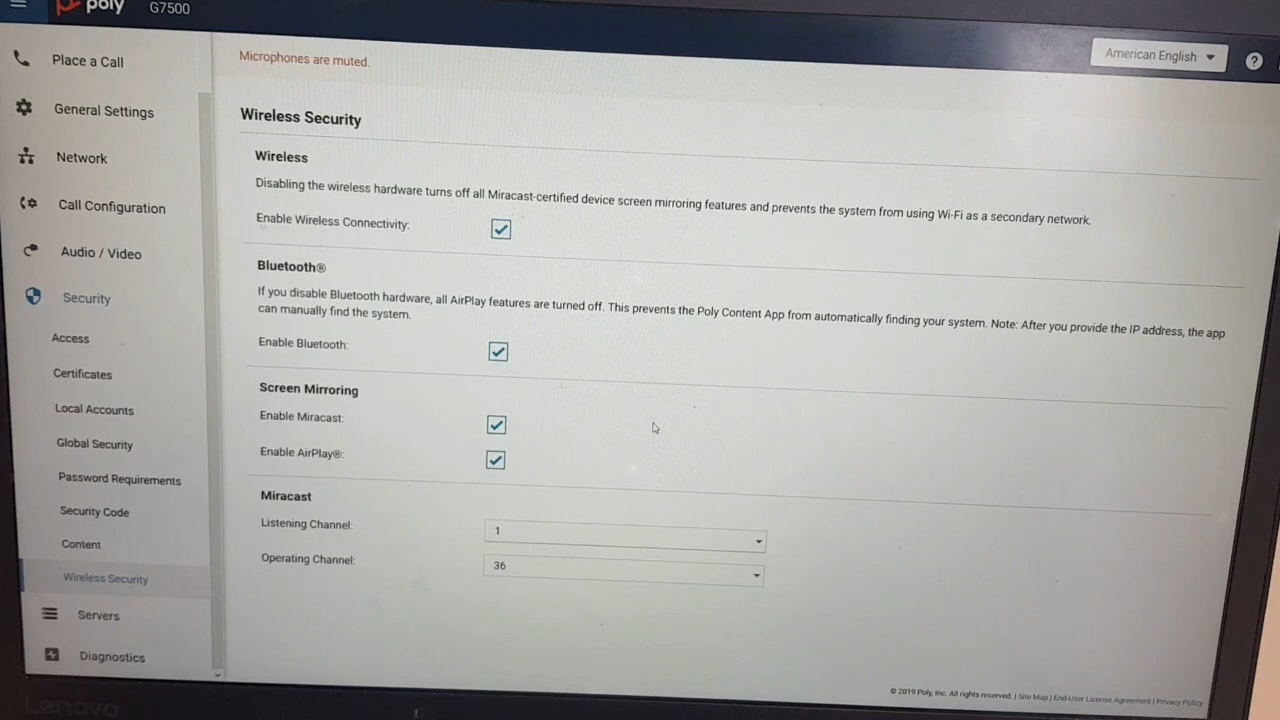 poly G7500
American English
?
Place a Call
General Settings
Network
Call Configuration
Audio / Video
Security
Access
Certificates
Local Accounts
Global Security
Password Requirements
Security Code
Content
Wireless Security
Servers
Diagnostics
Microphones are muted.
Wireless Security
Wireless
Disabling the wireless hardware turns off all Miracast-certified device screen mirroring features and prevents the system from using Wi-Fi as a secondary network.
Enable Wireless Connectivity:
Bluetooth®
If you disable Bluetooth hardware, all AirPlay features are turned off. This prevents the Poly Content App from automatically finding your system. Note: After you provide the IP address, the app
can manually find the system.
Enable Bluetooth:
Screen Mirroring
Enable Miracast:
Enable AirPlay®:
Miracast
Listening Channel: 1
Operating Channel: 36
© 2019 Poly, Inc. All rights reserved. | Site Map | End-User License Agreement | Privacy Policy
Lenovo